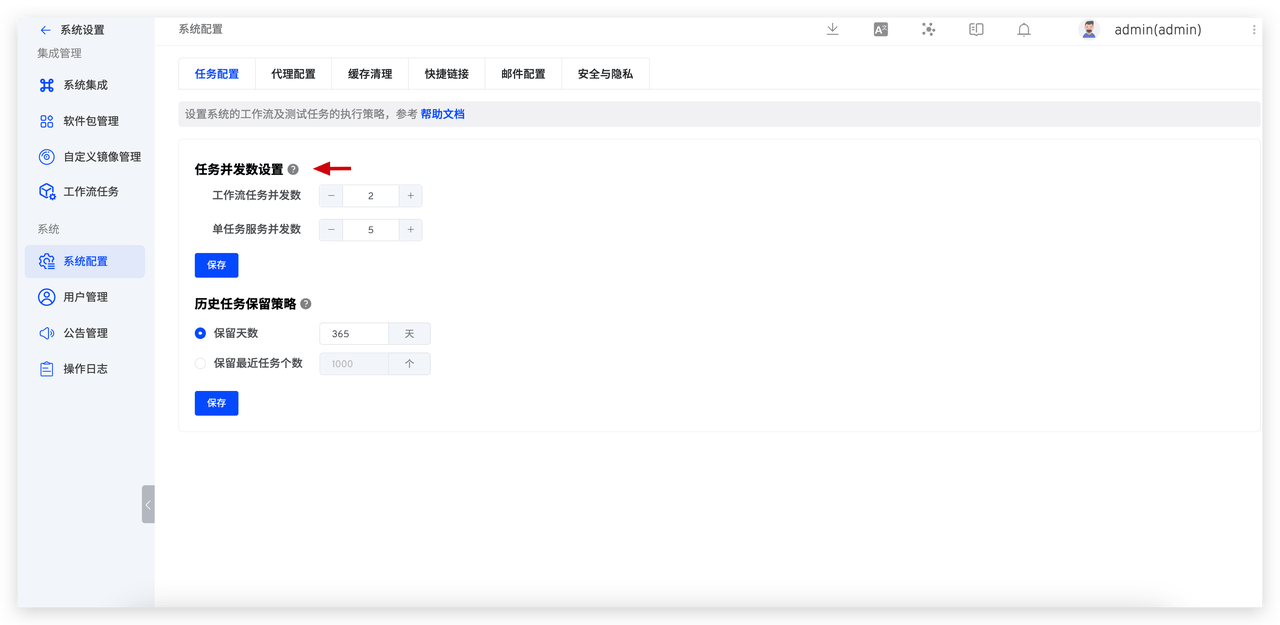 系统设置
集成管理
系统集成
软件包管理
自定义镜像管理
工作流任务
系统
系统配置
用户管理
公告管理
操作日志
系统配置
admin(admin)
任务配置 代理配置 缓存清理 快捷链接 邮件配置 安全与隐私
设置系统的工作流及测试任务的执行策略，参考 帮助文档
任务并发数设置 ?
工作流任务并发数 − 2 +
单任务服务并发数 − 5 +
保存
历史任务保留策略 ?
保留天数 365 天
保留最近任务个数 1000 个
保存